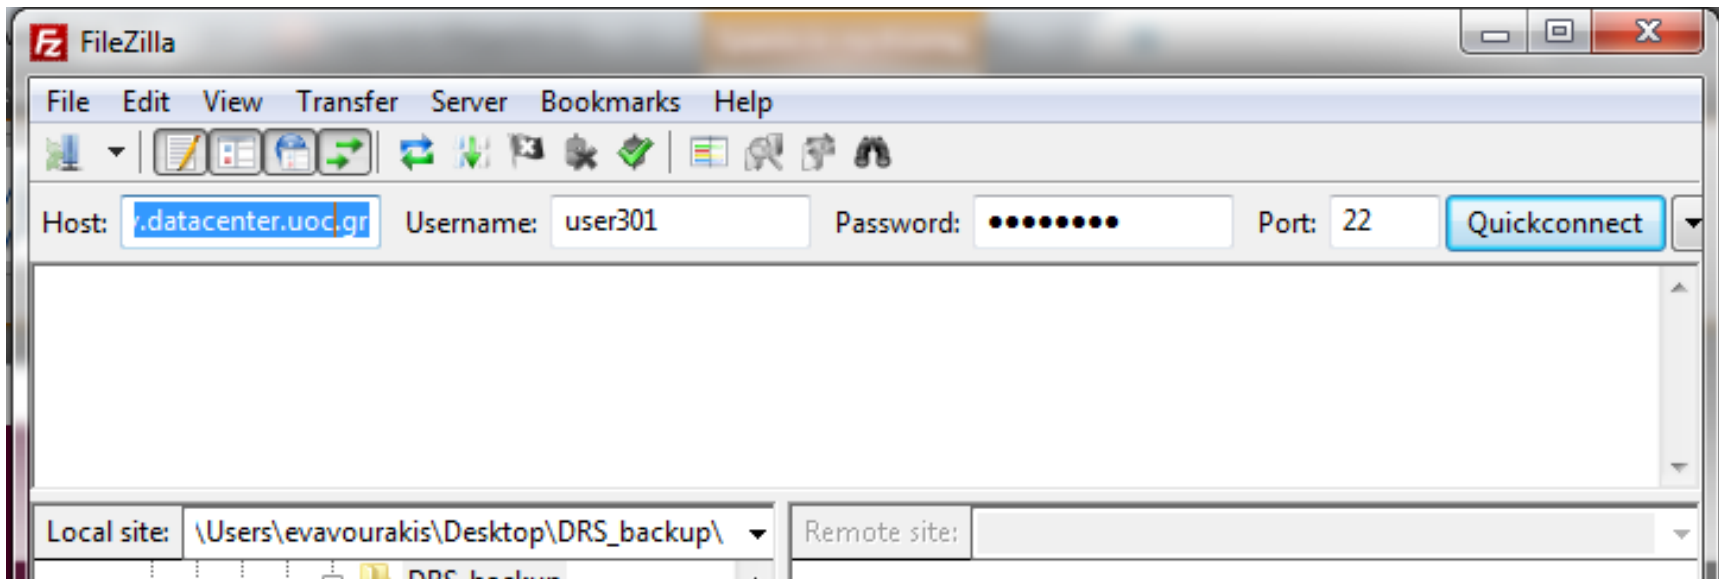 FileZilla
File Edit View Transfer Server Bookmarks Help
Host: .datacenter.uoc.gr Username: user301 Password: ●●●●●●●● Port: 22 Quickconnect
Local site: \Users\evavourakis\Desktop\DRS_backup\ Remote site:
DRS_backup